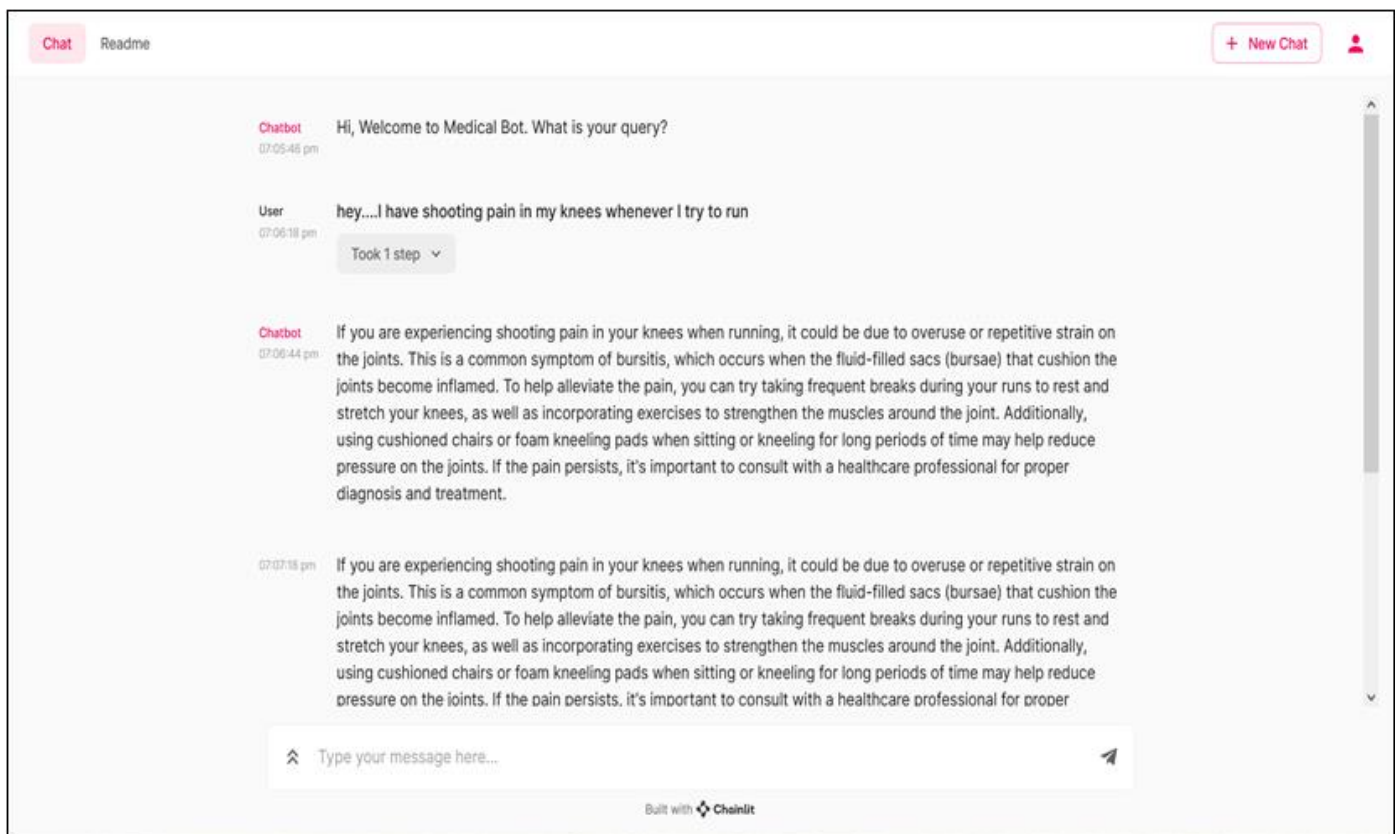 Chat Readme + New Chat
Chatbot Hi, Welcome to Medical Bot. What is your query?
07:05:48 pm
User hey....I have shooting pain in my knees whenever I try to run
07:06:18 pm
Took 1 step
Chatbot If you are experiencing shooting pain in your knees when running, it could be due to overuse or repetitive strain on
07:06:44 pm the joints. This is a common symptom of bursitis, which occurs when the fluid-filled sacs (bursae) that cushion the
joints become inflamed. To help alleviate the pain, you can try taking frequent breaks during your runs to rest and
stretch your knees, as well as incorporating exercises to strengthen the muscles around the joint. Additionally,
using cushioned chairs or foam kneeling pads when sitting or kneeling for long periods of time may help reduce
pressure on the joints. If the pain persists, it's important to consult with a healthcare professional for proper
diagnosis and treatment.
07:07:18 pm If you are experiencing shooting pain in your knees when running, it could be due to overuse or repetitive strain on
the joints. This is a common symptom of bursitis, which occurs when the fluid-filled sacs (bursae) that cushion the
joints become inflamed. To help alleviate the pain, you can try taking frequent breaks during your runs to rest and
stretch your knees, as well as incorporating exercises to strengthen the muscles around the joint. Additionally,
using cushioned chairs or foam kneeling pads when sitting or kneeling for long periods of time may help reduce
pressure on the joints. If the pain persists, it's important to consult with a healthcare professional for proper
Type your message here...
Built with Chainlit